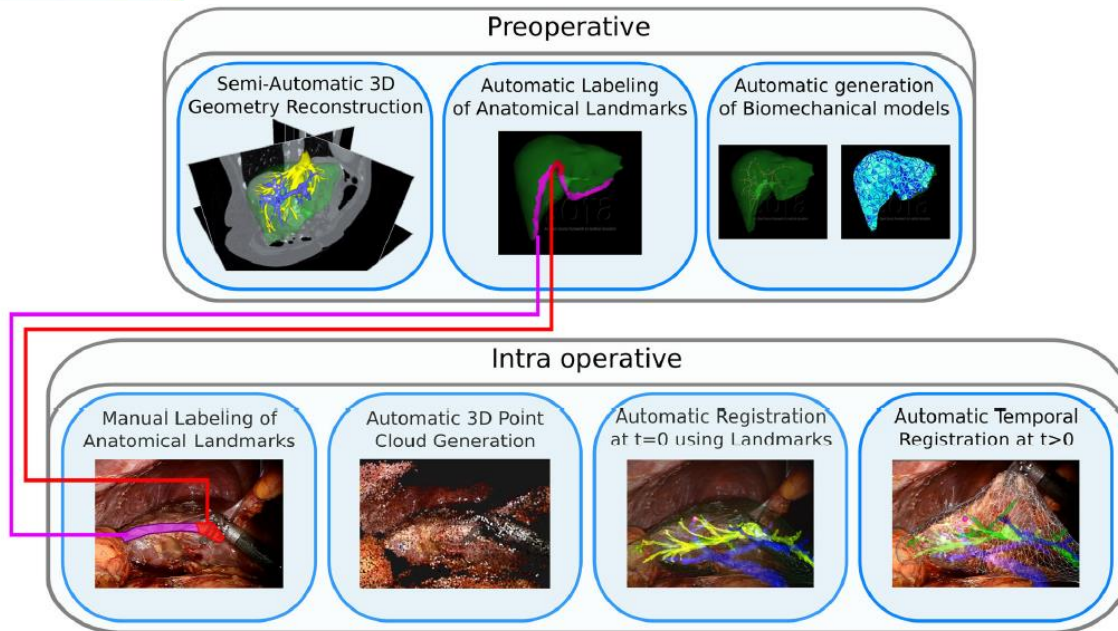 Preoperative
Semi-Automatic 3D
Geometry Reconstruction
Automatic Labeling
of Anatomical Landmarks
Automatic generation
of Biomechanical models
Intra operative
Manual Labeling of
Anatomical Landmarks
Automatic 3D Point
Cloud Generation
Automatic Registration
at t=0 using Landmarks
Automatic Temporal
Registration at t>0